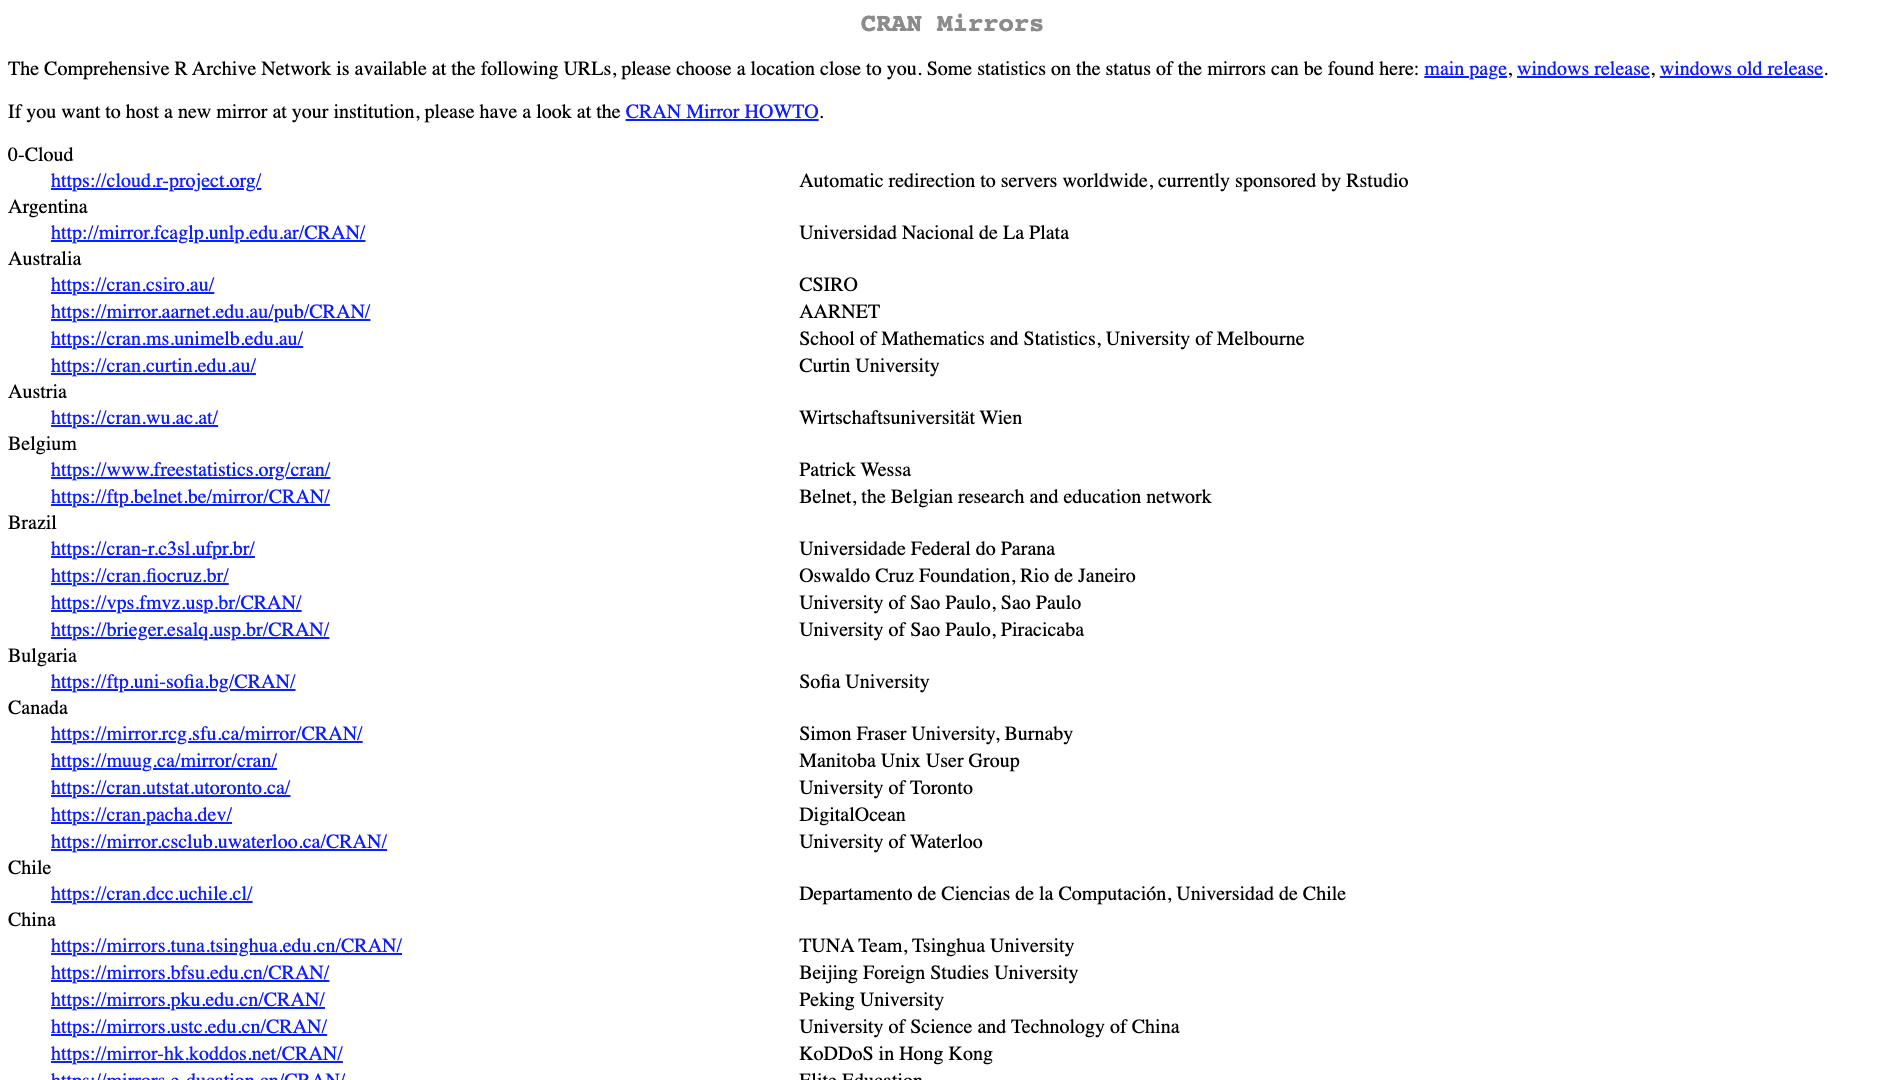 CRAN Mirrors
The Comprehensive R Archive Network is available at the following URLs, please choose a location close to you. Some statistics on the status of the mirrors can be found here: main page, windows release, windows old release.
If you want to host a new mirror at your institution, please have a look at the CRAN Mirror HOWTO.
0-Cloud
https://cloud.r-project.org/ Automatic redirection to servers worldwide, currently sponsored by Rstudio
Argentina
http://mirror.fcaglp.unlp.edu.ar/CRAN/ Universidad Nacional de La Plata
Australia
https://cran.csiro.au/ CSIRO
https://mirror.aarnet.edu.au/pub/CRAN/ AARNET
https://cran.ms.unimelb.edu.au/ School of Mathematics and Statistics, University of Melbourne
https://cran.curtin.edu.au/ Curtin University
Austria
https://cran.wu.ac.at/ Wirtschaftsuniversität Wien
Belgium
https://www.freestatistics.org/cran/ Patrick Wessa
https://ftp.belnet.be/mirror/CRAN/ Belnet, the Belgian research and education network
Brazil
https://cran-r.c3sl.ufpr.br/ Universidade Federal do Parana
https://cran.fiocruz.br/ Oswaldo Cruz Foundation, Rio de Janeiro
https://vps.fmvz.usp.br/CRAN/ University of Sao Paulo, Sao Paulo
https://brieger.esalq.usp.br/CRAN/ University of Sao Paulo, Piracicaba
Bulgaria
https://ftp.uni-sofia.bg/CRAN/ Sofia University
Canada
https://mirror.rcg.sfu.ca/mirror/CRAN/ Simon Fraser University, Burnaby
https://muug.ca/mirror/cran/ Manitoba Unix User Group
https://cran.utstat.utoronto.ca/ University of Toronto
https://cran.pacha.dev/ DigitalOcean
https://mirror.csclub.uwaterloo.ca/CRAN/ University of Waterloo
Chile
https://cran.dcc.uchile.cl/ Departamento de Ciencias de la Computación, Universidad de Chile
China
https://mirrors.tuna.tsinghua.edu.cn/CRAN/ TUNA Team, Tsinghua University
https://mirrors.bfsu.edu.cn/CRAN/ Beijing Foreign Studies University
https://mirrors.pku.edu.cn/CRAN/ Peking University
https://mirrors.ustc.edu.cn/CRAN/ University of Science and Technology of China
https://mirror-hk.koddos.net/CRAN/ KoDDoS in Hong Kong
https://mirrors.e-ducation.cn/CRAN/ Elite Education